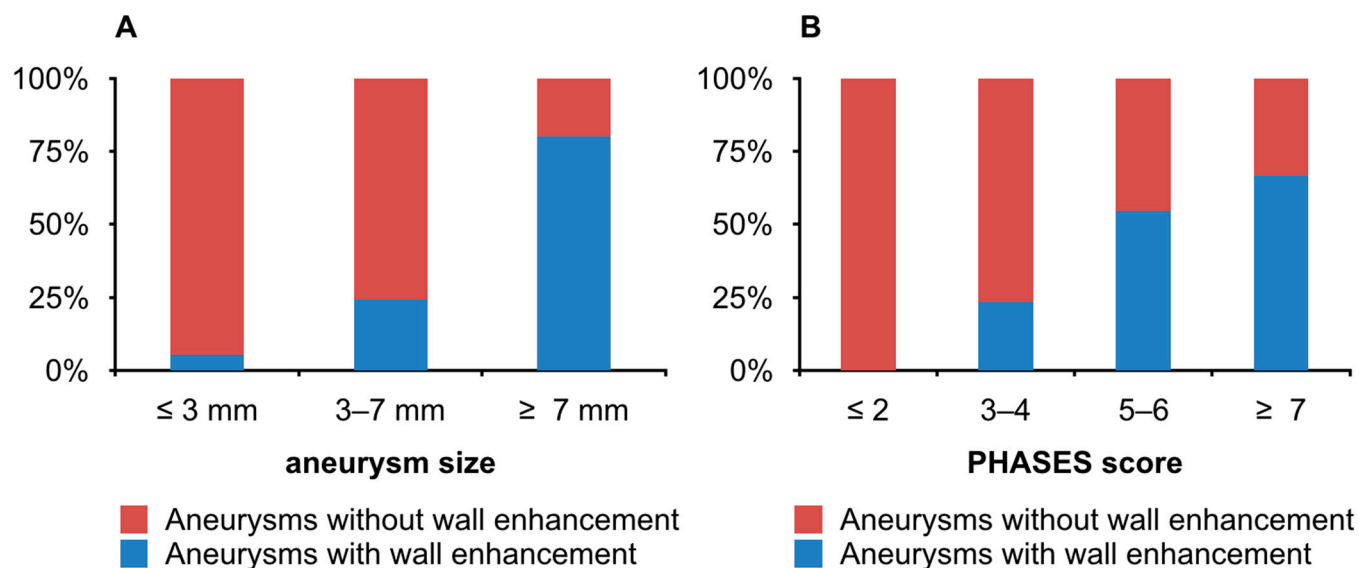 A
100%
75%
50%
25%
0%
≤ 3 mm
3–7 mm
≥ 7 mm
aneurysm size
Aneurysms without wall enhancement
Aneurysms with wall enhancement
B
100%
75%
50%
25%
0%
≤ 2
3–4
5–6
≥ 7
PHASES score
Aneurysms without wall enhancement
Aneurysms with wall enhancement